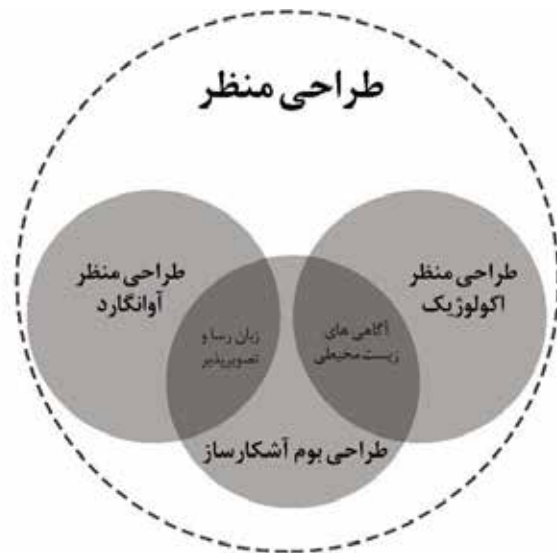 طراحی منظر
طراحی منظر
اکولوژیک
طراحی منظر
آوانگارد
آگاهی های
زیست محیطی
زبان رسا و
تصویرپذیر
طراحی بوم آشکارساز